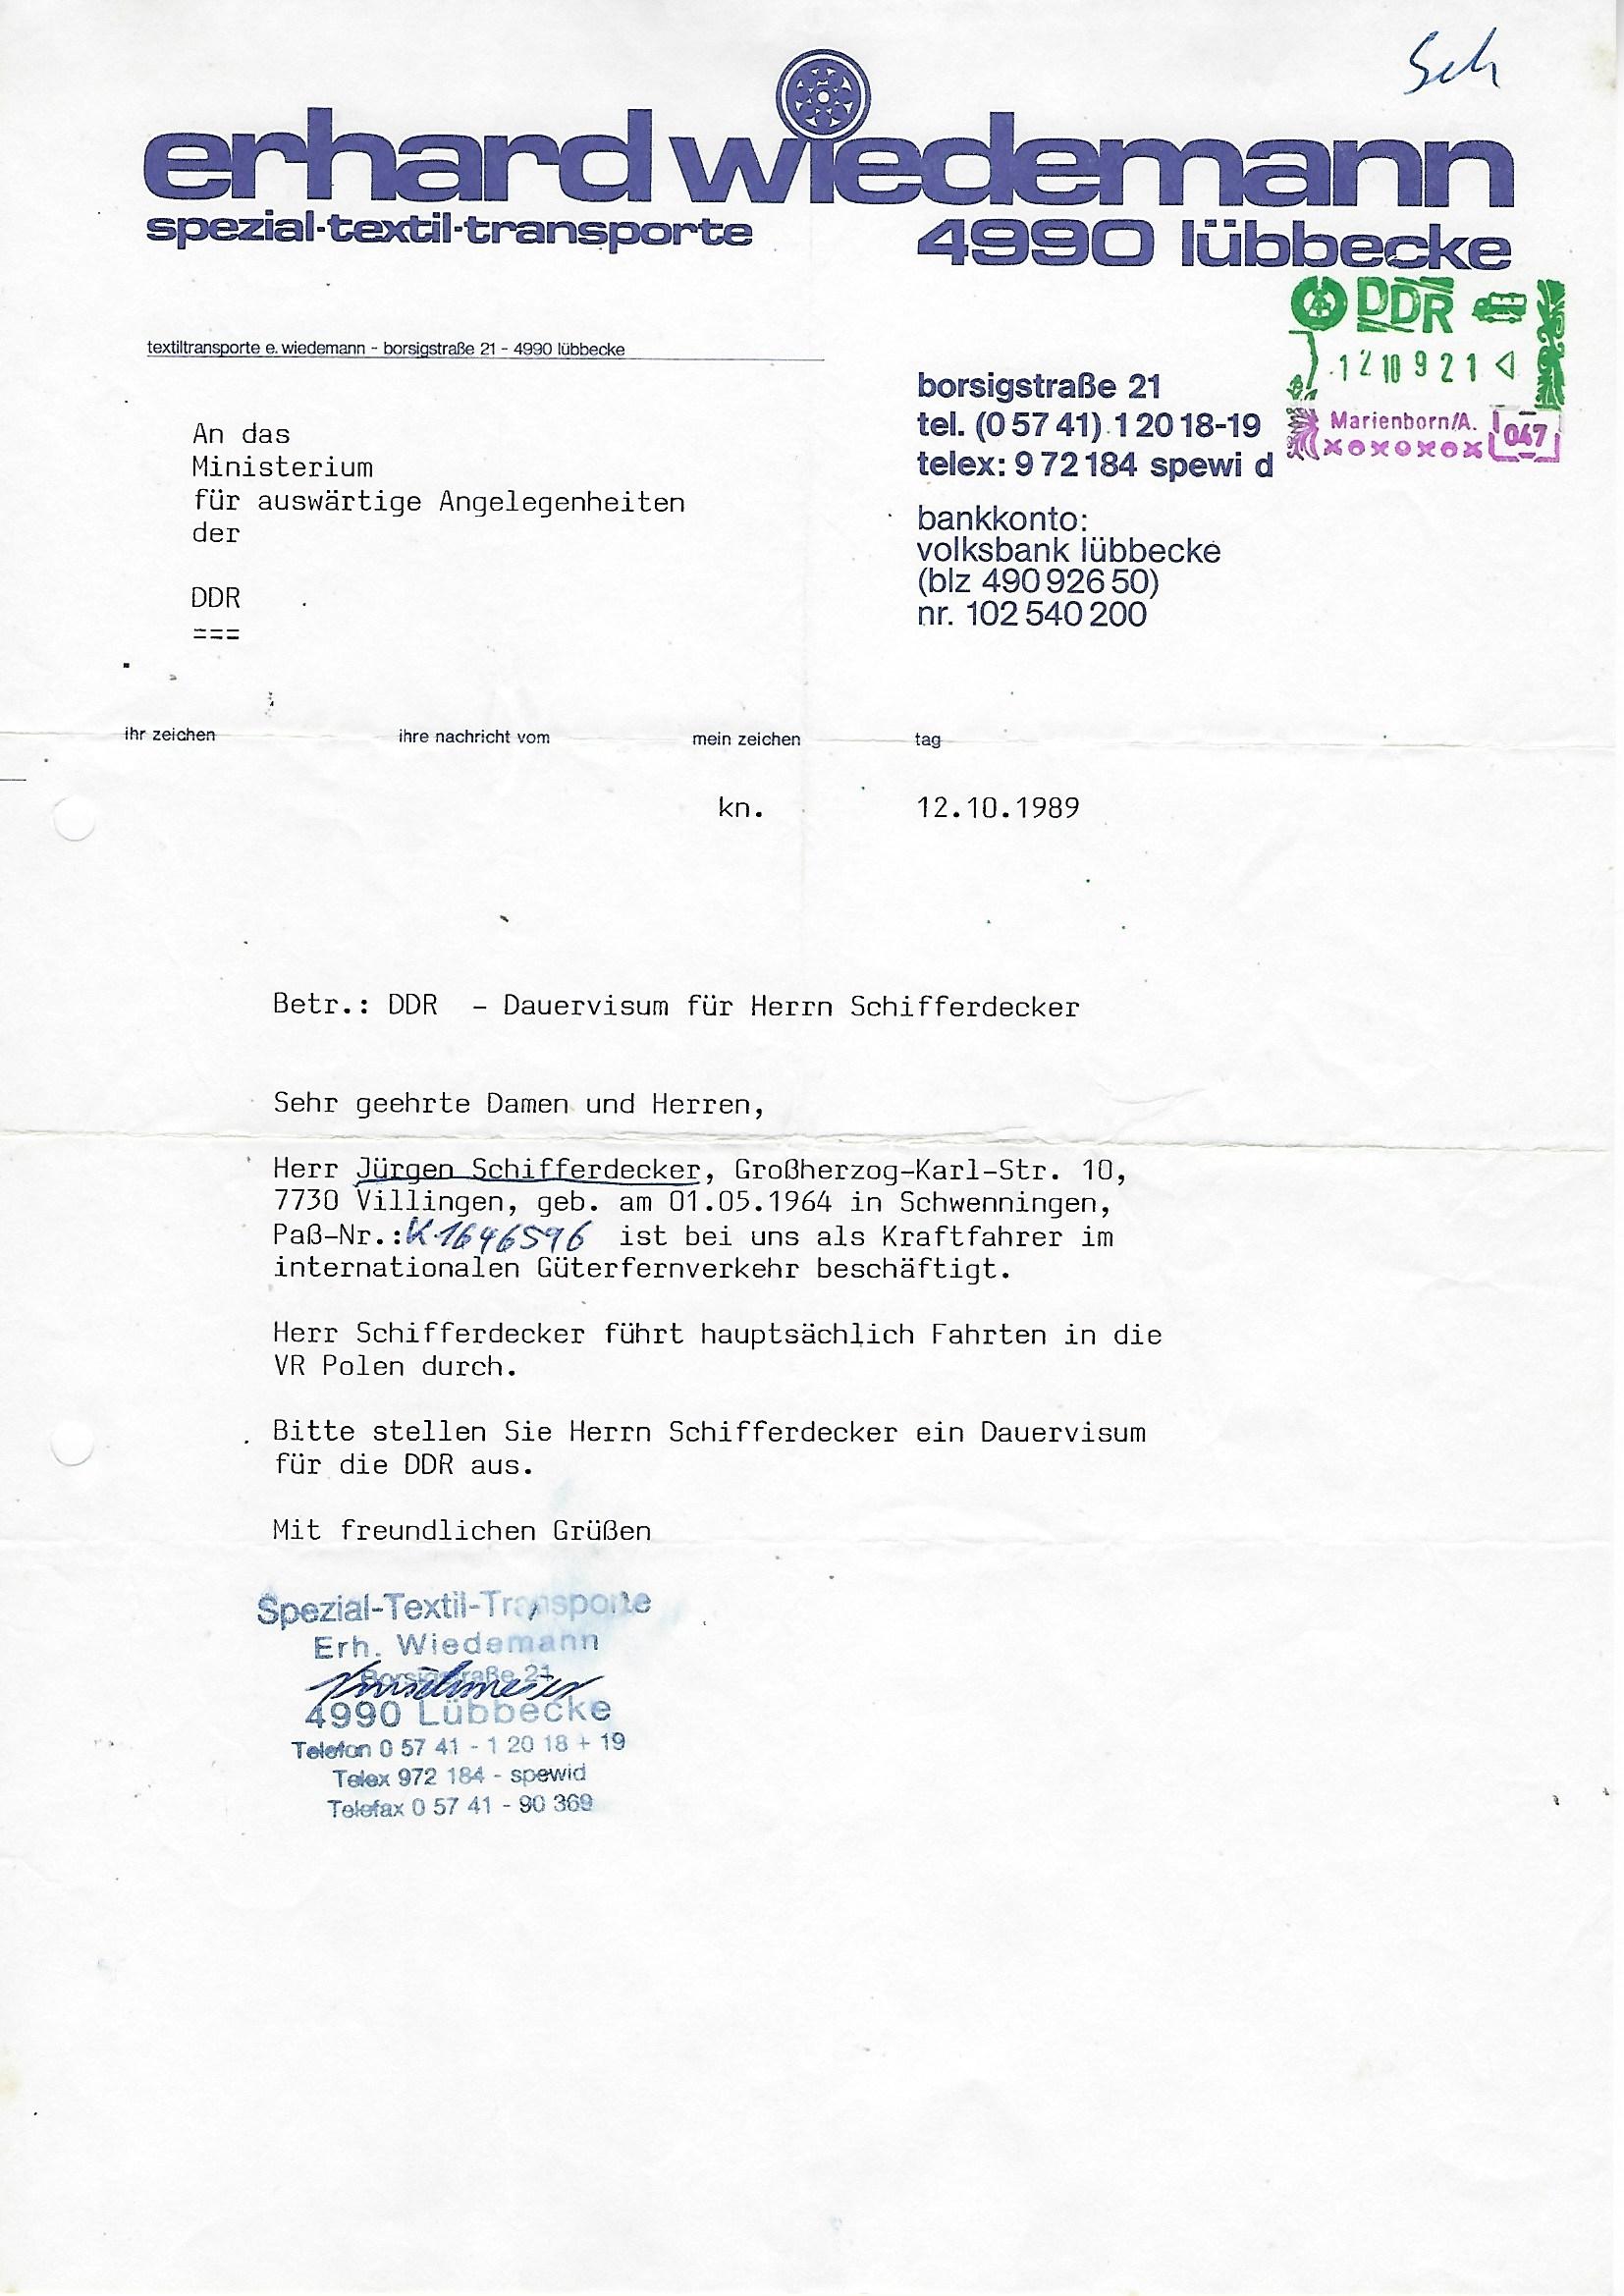 Sch
erhard wiedemann
spezial-textil-transporte
4990 lübbecke
DDR
12 10 9 21
Marienborn/A. 047
textiltransporte e. wiedemann - borsigstraße 21 - 4990 lübbecke
borsigstraße 21
tel. (0 57 41) 1 20 18-19
telex: 9 72 184 spewi d
An das
Ministerium
für auswärtige Angelegenheiten
der
DDR
===
bankkonto:
volksbank lübbecke
(blz 490 926 50)
nr. 102 540 200
ihr zeichen ihre nachricht vom mein zeichen tag
kn. 12.10.1989
Betr.: DDR - Dauervisum für Herrn Schifferdecker
Sehr geehrte Damen und Herren,
Herr Jürgen Schifferdecker, Großherzog-Karl-Str. 10,
7730 Villingen, geb. am 01.05.1964 in Schwenningen,
Paß-Nr.:K 1646596 ist bei uns als Kraftfahrer im
internationalen Güterfernverkehr beschäftigt.
Herr Schifferdecker führt hauptsächlich Fahrten in die
VR Polen durch.
Bitte stellen Sie Herrn Schifferdecker ein Dauervisum
für die DDR aus.
Mit freundlichen Grüßen
Spezial-Textil-Transporte
Erh. Wiedemann
Borsigstraße 21
4990 Lübbecke
Telefon 0 57 41 - 1 20 18 + 19
Telex 972 184 - spewid
Telefax 0 57 41 - 90 369